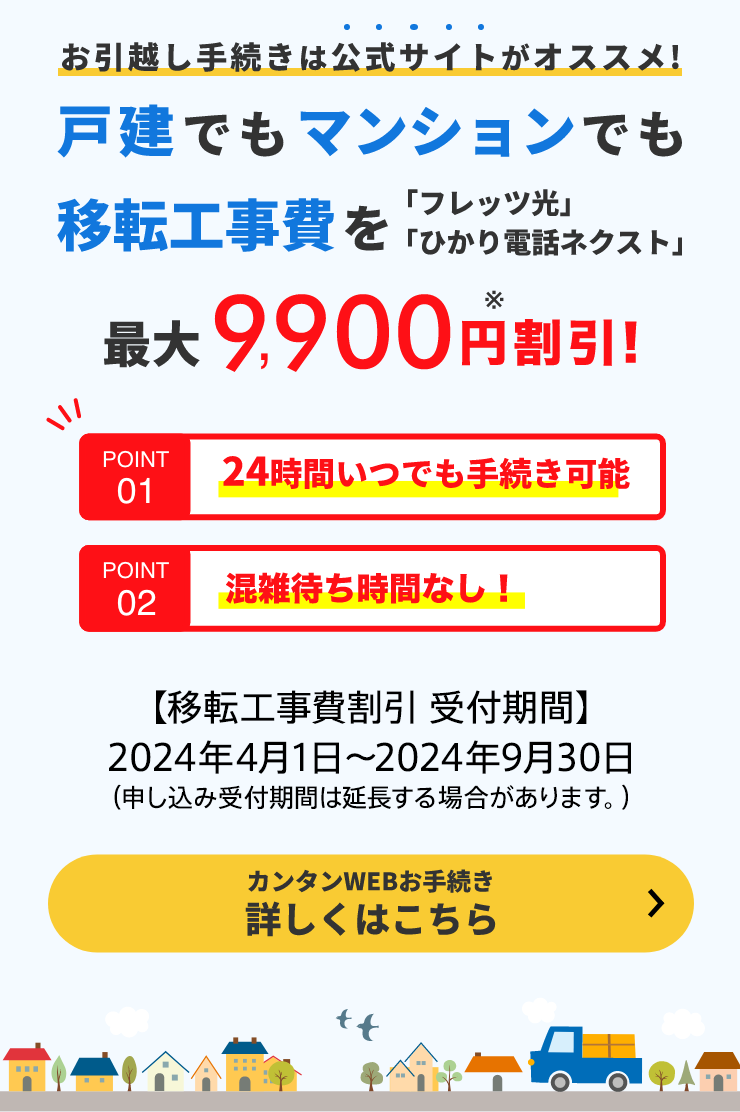 お引越し手続きは公式サイトがオススメ!
戸建でもマンションでも
移転工事費を「フレッツ光」
「ひかり電話ネクスト」
最大9,900円※割引!
POINT 01
24時間いつでも手続き可能
POINT 02
混雑待ち時間なし！
【移転工事費割引 受付期間】
2024年4月1日～2024年9月30日
(申し込み受付期間は延長する場合があります。)
カンタンWEBお手続き
詳しくはこちら